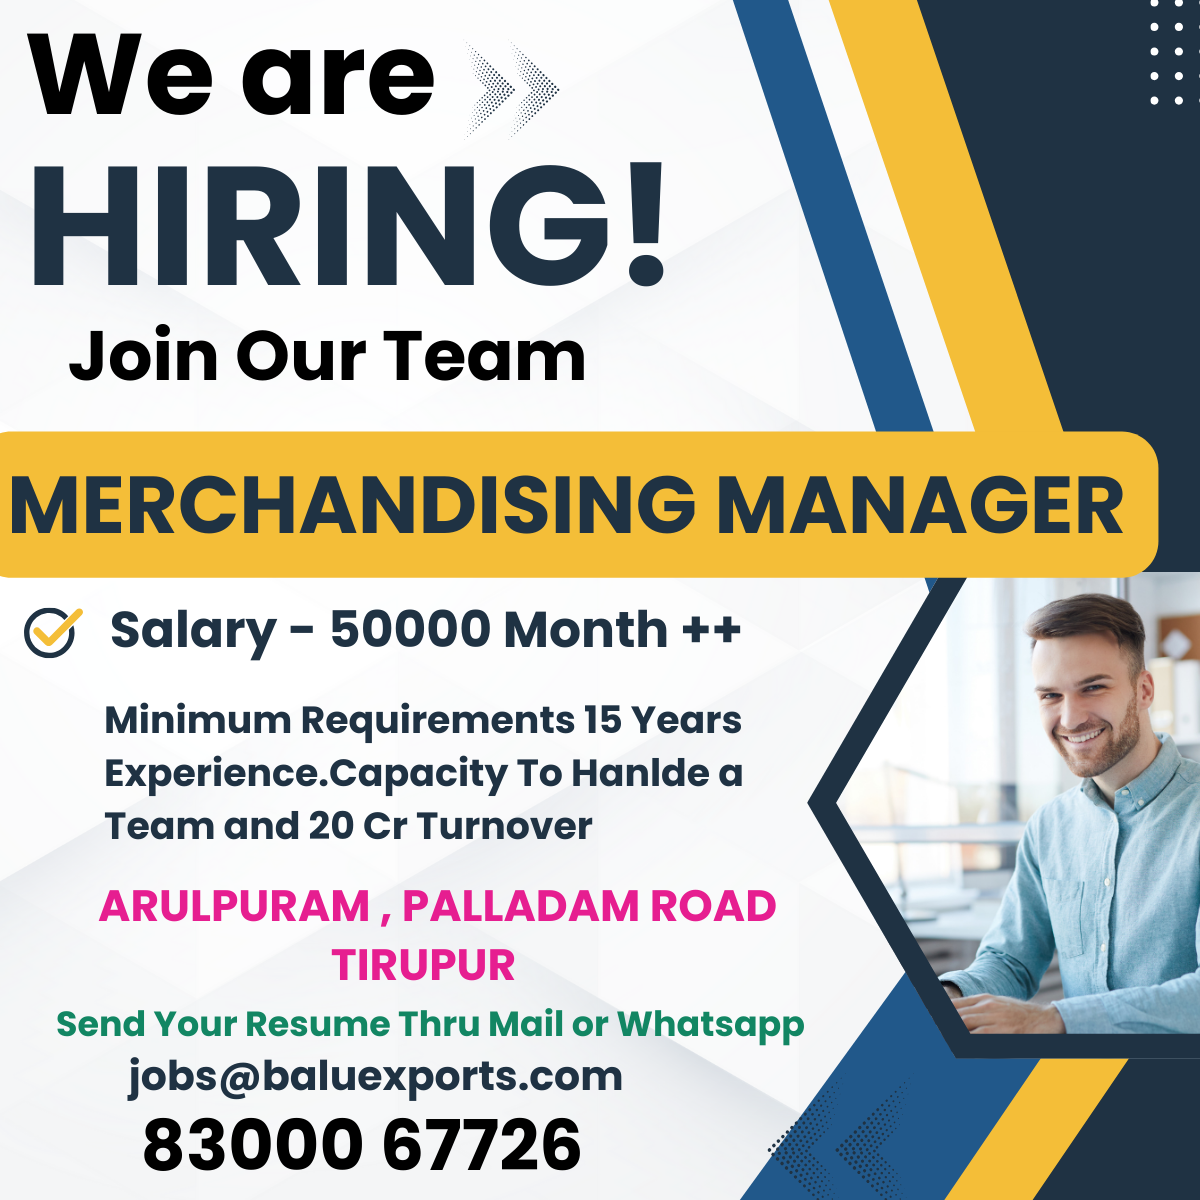 We are
HIRING!
Join Our Team
MERCHANDISING MANAGER
Salary - 50000 Month ++
Minimum Requirements 15 Years
Experience.Capacity To Hanlde a
Team and 20 Cr Turnover
ARULPURAM , PALLADAM ROAD
TIRUPUR
Send Your Resume Thru Mail or Whatsapp
jobs@baluexports.com
83000 67726